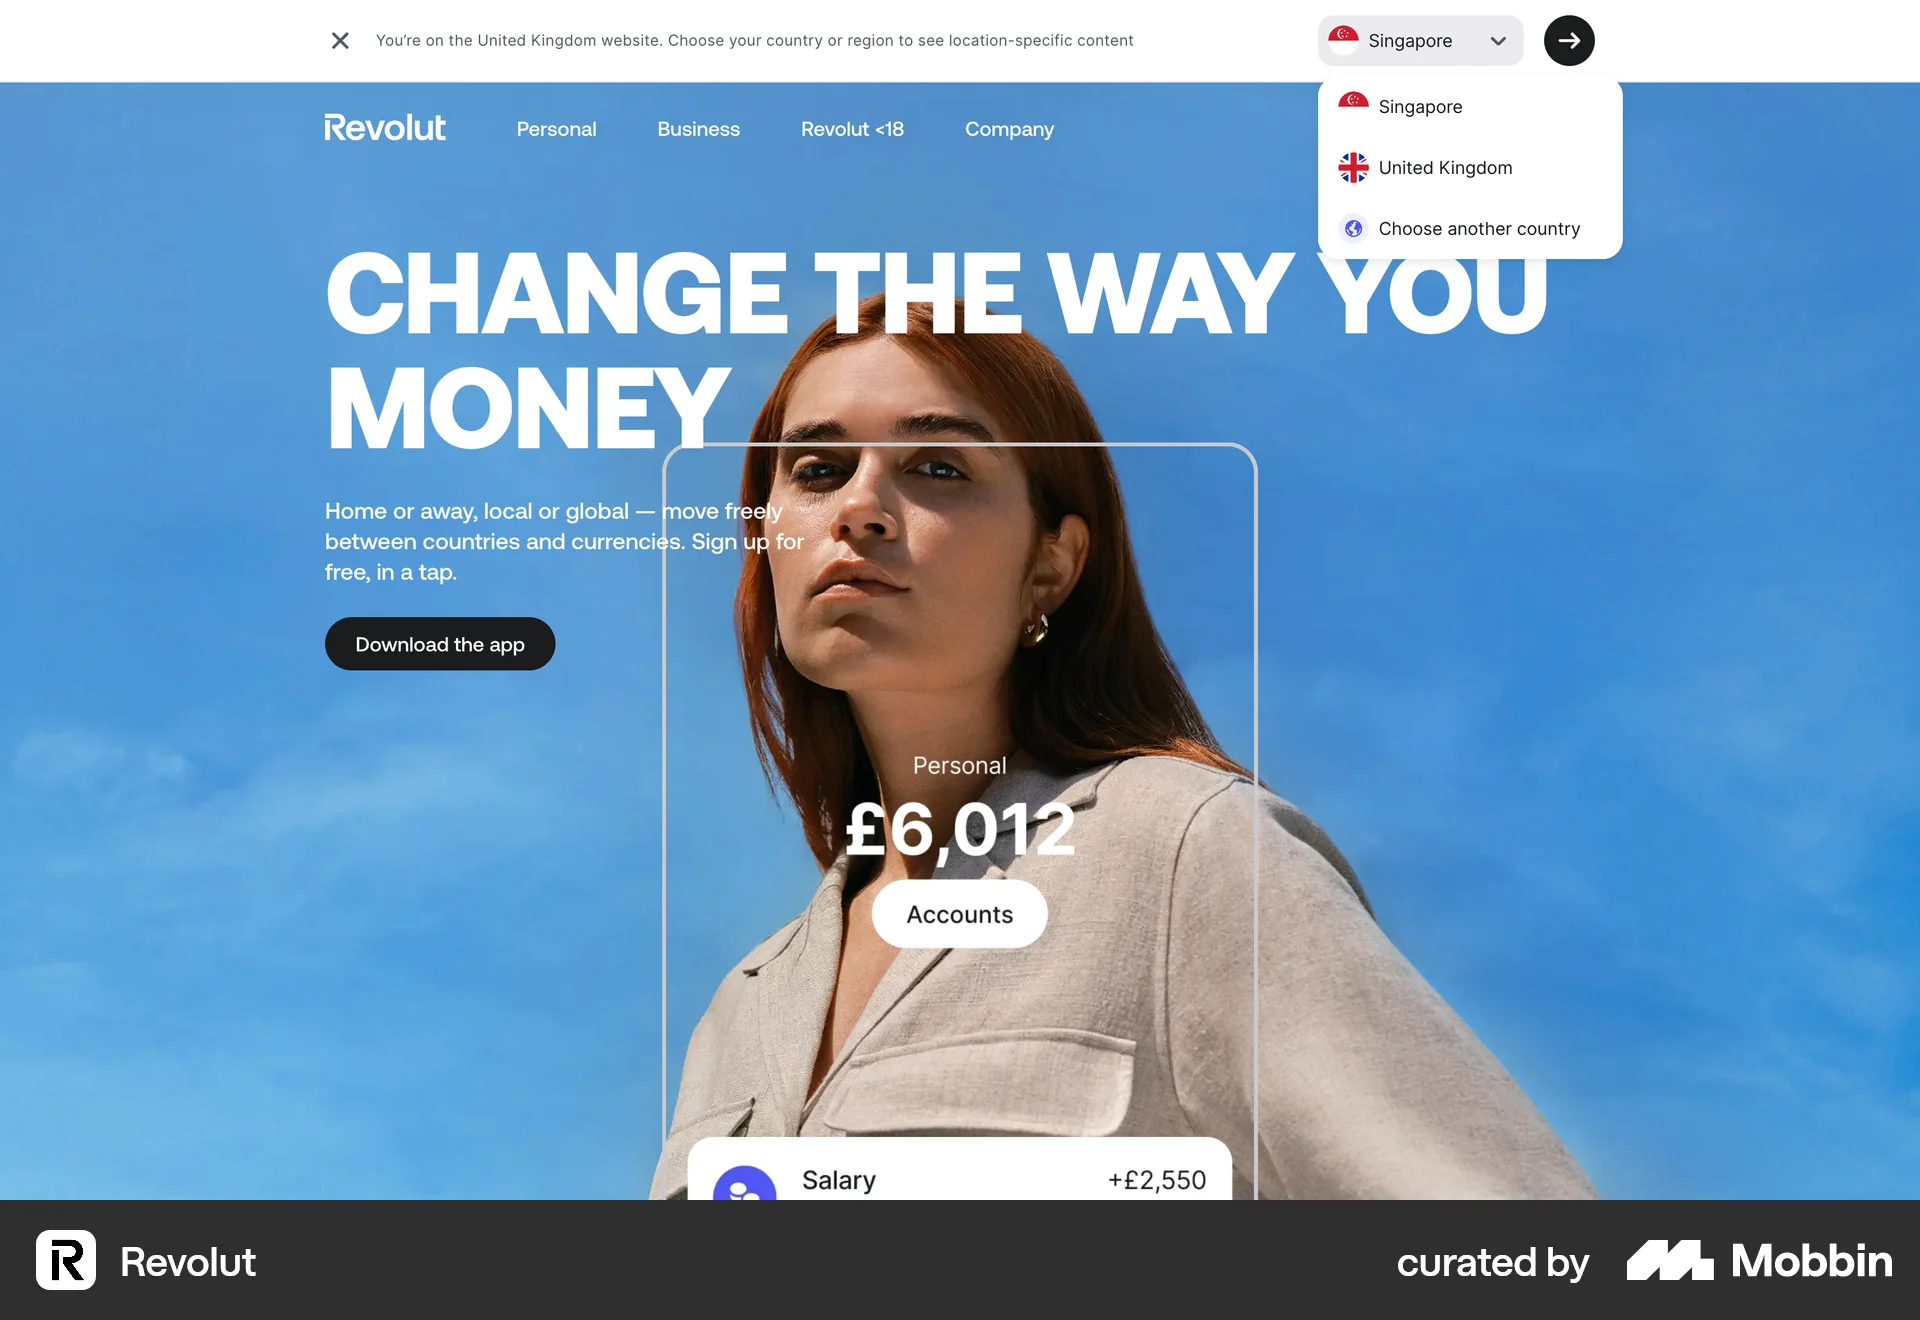 You're on the United Kingdom website. Choose your country or region to see location-specific content
Singapore
Singapore
United Kingdom
Choose another country
Revolut
Personal
Business
Revolut <18
Company
CHANGE THE WAY YOU
MONEY
Home or away, local or global — move freely
between countries and currencies. Sign up for
free, in a tap.
Download the app
Personal
£6,012
Accounts
Salary
+£2,550
R
Revolut
curated by
Mobbin